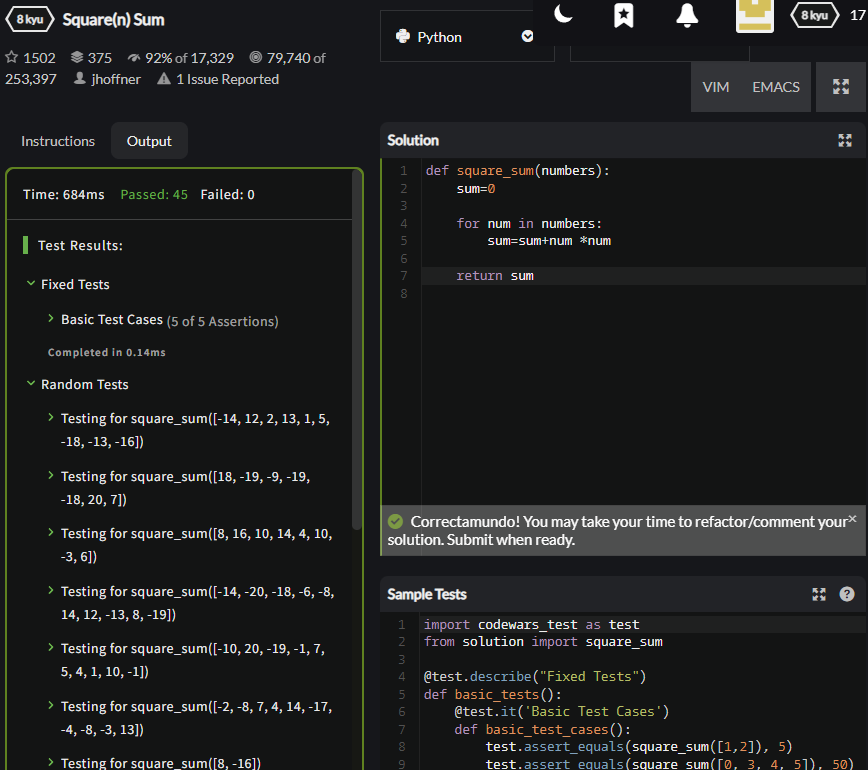 8 kyu Square(n) Sum
1502 375 92% of 17,329 79,740 of
253,397 jhoffner 1 Issue Reported
Python
8 kyu 17
VIM EMACS
Instructions Output
Time: 684ms Passed: 45 Failed: 0
Test Results:
Fixed Tests
Basic Test Cases (5 of 5 Assertions)
Completed in 0.14ms
Random Tests
Testing for square_sum([-14, 12, 2, 13, 1, 5,
-18, -13, -16])
Testing for square_sum([18, -19, -9, -19,
-18, 20, 7])
Testing for square_sum([8, 16, 10, 14, 4, 10,
-3, 6])
Testing for square_sum([-14, -20, -18, -6, -8,
14, 12, -13, 8, -19])
Testing for square_sum([-10, 20, -19, -1, 7,
5, 4, 1, 10, -1])
Testing for square_sum([-2, -8, 7, 4, 14, -17,
-4, -8, -3, 13])
Testing for square_sum([8, -16])
Solution
1 def square_sum(numbers):
2 sum=0
3
4 for num in numbers:
5 sum=sum+num *num
6
7 return sum
8
Correctamundo! You may take your time to refactor/comment your
solution. Submit when ready.
Sample Tests
1 import codewars_test as test
2 from solution import square_sum
3
4 @test.describe("Fixed Tests")
5 def basic_tests():
6 @test.it('Basic Test Cases')
7 def basic_test_cases():
8 test.assert_equals(square_sum([1,2]), 5)
9 test.assert_equals(square_sum([0, 3, 4, 5]), 50)